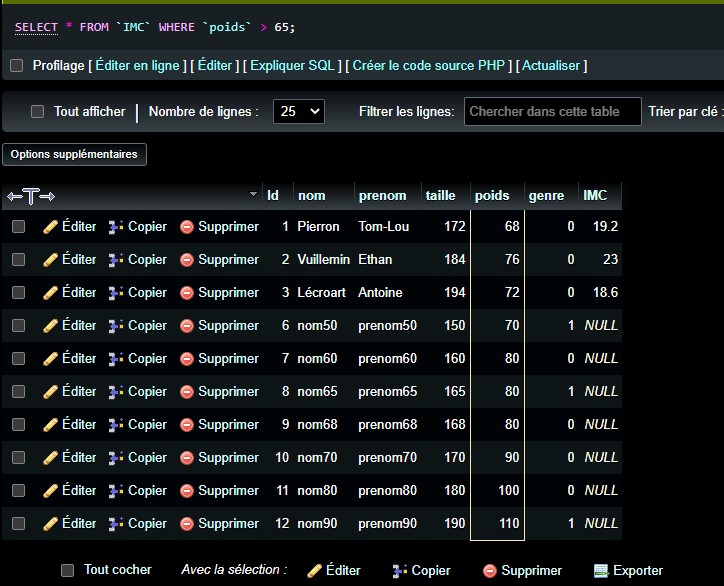 SELECT * FROM `IMC` WHERE `poids` > 65;
Profilage [ Éditer en ligne ] [ Éditer ] [ Expliquer SQL ] [ Créer le code source PHP ] [ Actualiser ]
Tout afficher | Nombre de lignes : 25 Filtrer les lignes: Chercher dans cette table Trier par clé :
Options supplémentaires
←T→ Id nom prenom taille poids genre IMC
Éditer Copier Supprimer 1 Pierron Tom-Lou 172 68 0 19.2
Éditer Copier Supprimer 2 Vuillemin Ethan 184 76 0 23
Éditer Copier Supprimer 3 Lécroart Antoine 194 72 0 18.6
Éditer Copier Supprimer 6 nom50 prenom50 150 70 1 NULL
Éditer Copier Supprimer 7 nom60 prenom60 160 80 0 NULL
Éditer Copier Supprimer 8 nom65 prenom65 165 80 1 NULL
Éditer Copier Supprimer 9 nom68 prenom68 168 80 0 NULL
Éditer Copier Supprimer 10 nom70 prenom70 170 90 0 NULL
Éditer Copier Supprimer 11 nom80 prenom80 180 100 0 NULL
Éditer Copier Supprimer 12 nom90 prenom90 190 110 1 NULL
Tout cocher Avec la sélection : Éditer Copier Supprimer Exporter